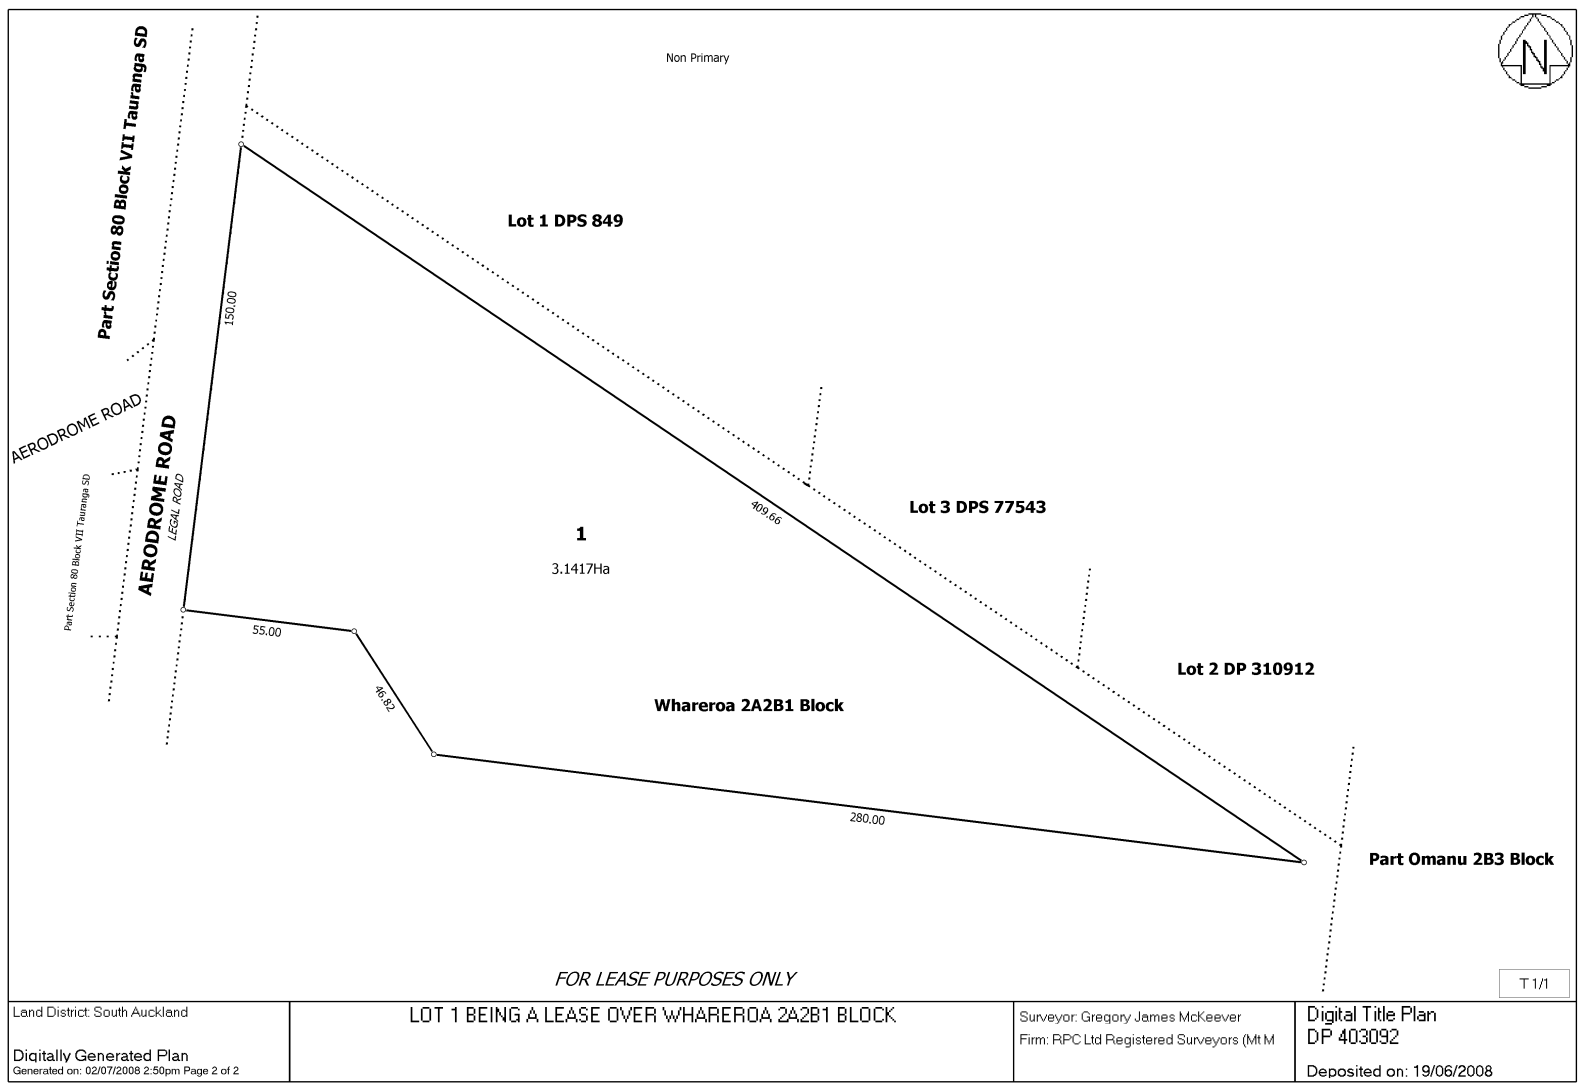 Part Section 80 Block VII Tauranga SD
Non Primary
N
Lot 1 DPS 849
150.00
AERODROME ROAD
AERODROME ROAD
LEGAL ROAD
Part Section 80 Block VII Tauranga SD
409.66
Lot 3 DPS 77543
1
3.1417Ha
55.00
46.82
Whareroa 2A2B1 Block
Lot 2 DP 310912
280.00
Part Omanu 2B3 Block
FOR LEASE PURPOSES ONLY
T 1/1
Land District: South Auckland
Digitally Generated Plan
Generated on: 02/07/2008 2:50pm Page 2 of 2
LOT 1 BEING A LEASE OVER WHAREROA 2A2B1 BLOCK
Surveyor: Gregory James McKeever
Firm: RPC Ltd Registered Surveyors (Mt M
Digital Title Plan
DP 403092
Deposited on: 19/06/2008